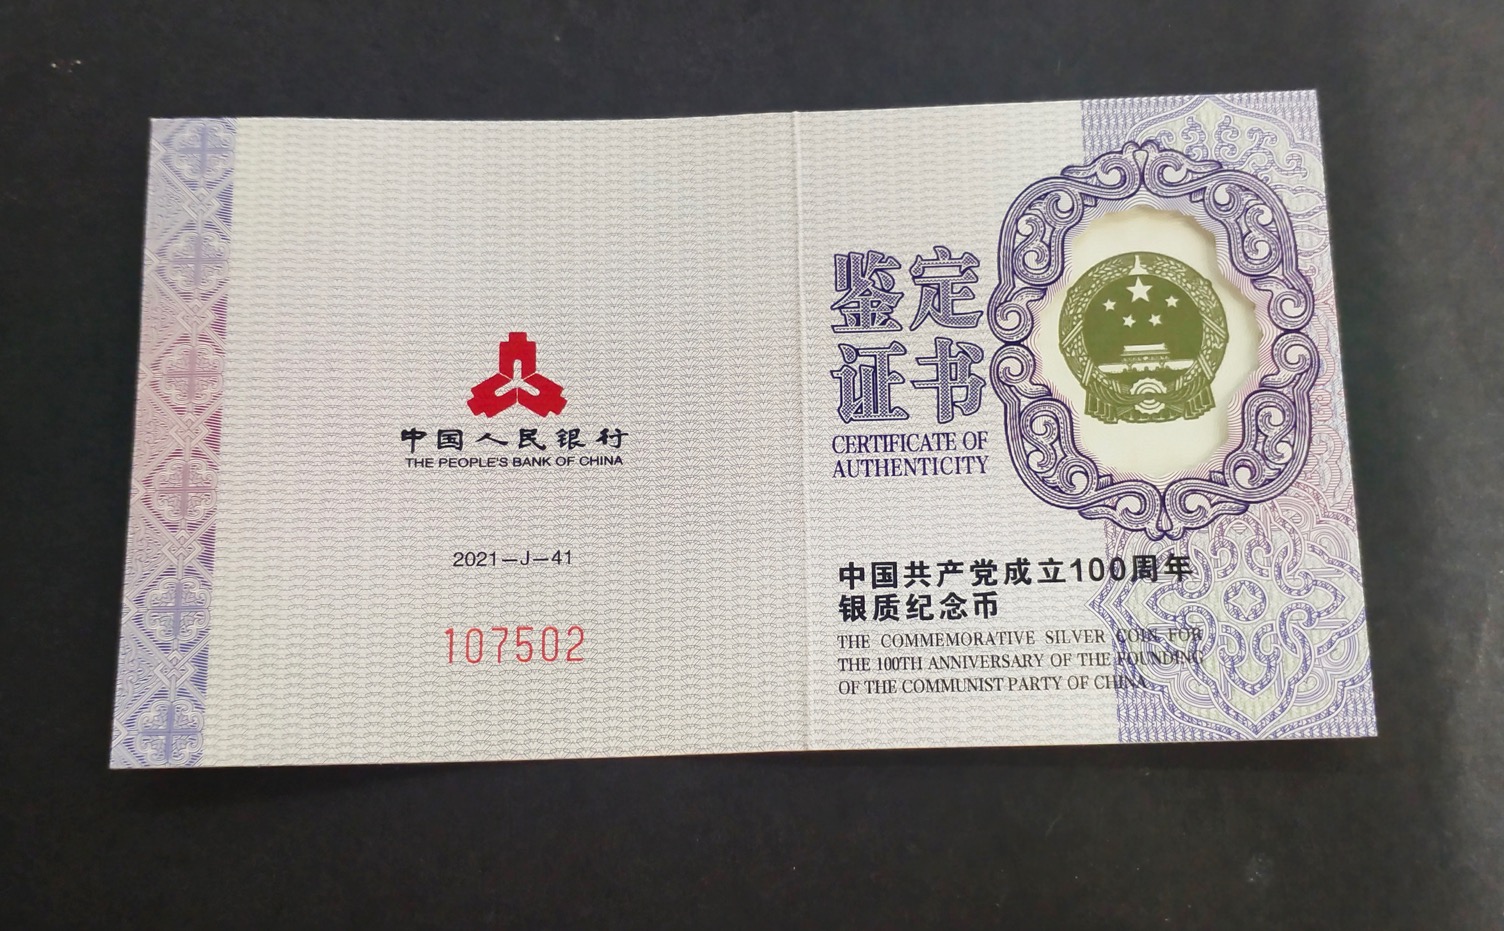 中国人民银行
THE PEOPLE'S BANK OF CHINA
2021-J-41
107502
鉴定
证书
CERTIFICATE OF
AUTHENTICITY
中国共产党成立100周年
银质纪念币
THE COMMEMORATIVE SILVER COIN FOR
THE 100TH ANNIVERSARY OF THE FOUNDING
OF THE COMMUNIST PARTY OF CHINA